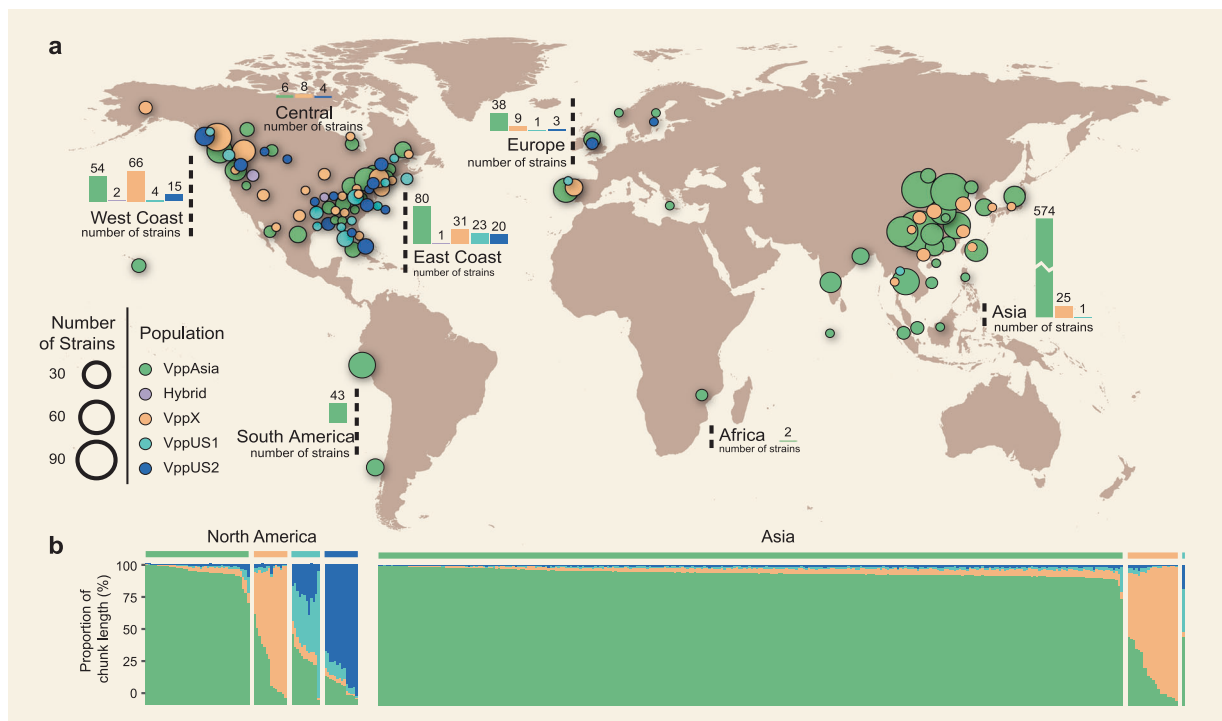 a
6 8 4
Central
number of strains
38 9 1 3
Europe
number of strains
54 2 66 4 15
West Coast
number of strains
80 1 31 23 20
East Coast
number of strains
574 25 1
Asia
number of strains
43
South America
number of strains
Africa 2
number of strains
Number
of Strains
30
60
90
Population
VppAsia
Hybrid
VppX
VppUS1
VppUS2
b
North America
Asia
Proportion of
chunk length (%)
100
75
50
25
0